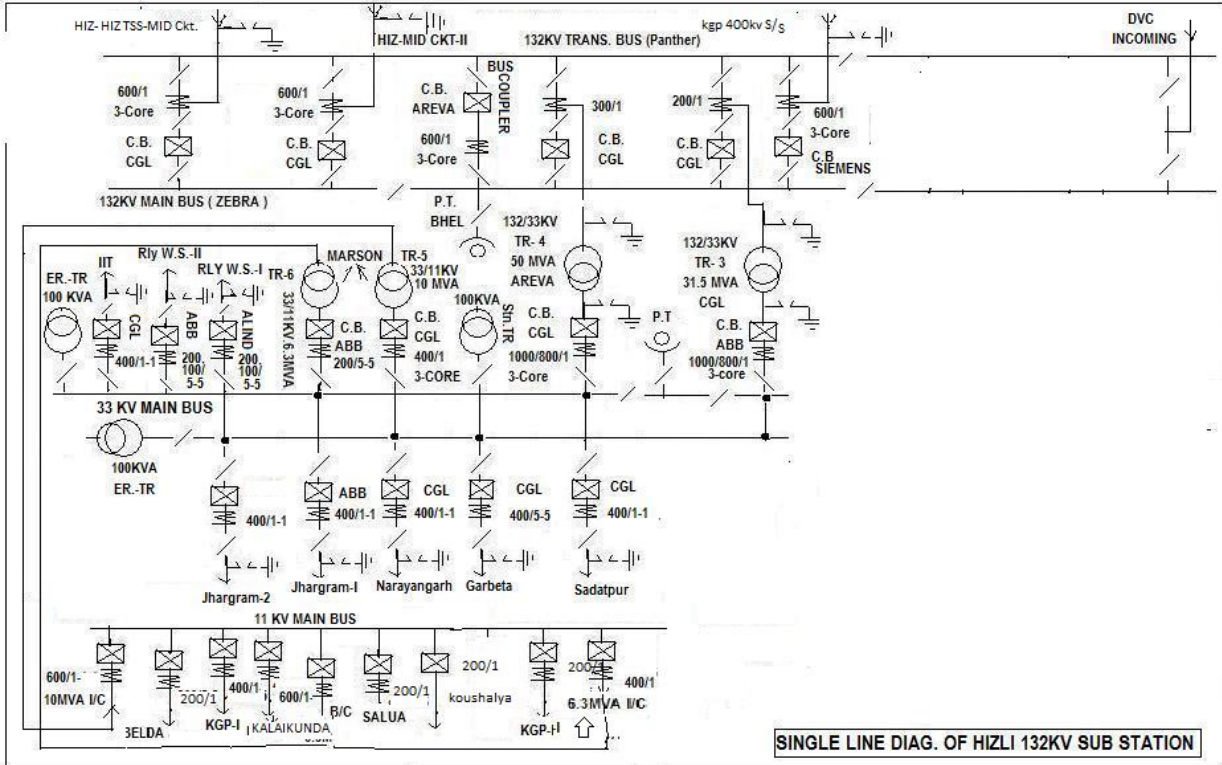 HIZ- HIZ TSS-MID Ckt.
HIZ-MID CKT-II
kgp 400kv S/S
DVC
INCOMING
132KV TRANS. BUS (Panther)
600/1
3-Core
C.B.
CGL
600/1
3-Core
C.B.
CGL
BUS
COUPLER
C.B.
AREVA
600/1
3-Core
300/1
C.B.
CGL
200/1
C.B.
CGL
600/1
3-Core
C.B
SIEMENS
132KV MAIN BUS ( ZEBRA )
P.T.
BHEL
132/33KV
TR- 4
50 MVA
AREVA
132/33KV
TR- 3
31.5 MVA
CGL
ER.-TR
100 KVA
IIT
CGL
400/1-1
Rly W.S.-II
ABB
200,
100/
5-5
RLY W.S.-I
ALIND
200,
100/
5-5
TR-6
33/11KV,6.3MVA
MARSON
C.B.
ABB
200/5-5
TR-5
33/11KV
10 MVA
C.B.
CGL
400/1
3-CORE
100KVA
Stn.TR
C.B.
CGL
1000/800/1
3-Core
P.T
C.B.
ABB
1000/800/1
3-core
33 KV MAIN BUS
100KVA
ER.-TR
400/1-1
ABB
400/1-1
CGL
400/1-1
CGL
400/5-5
CGL
400/1-1
Jhargram-2
Jhargram-I
Narayangarh
Garbeta
Sadatpur
11 KV MAIN BUS
600/1-
10MVA I/C
BELDA
200/1
KGP-I
400/1-
KALAIKUNDA
600/1-
B/C
SALUA
200/1
200/1
koushalya
KGP-II
200/1
400/1
6.3MVA I/C
SINGLE LINE DIAG. OF HIZLI 132KV SUB STATION